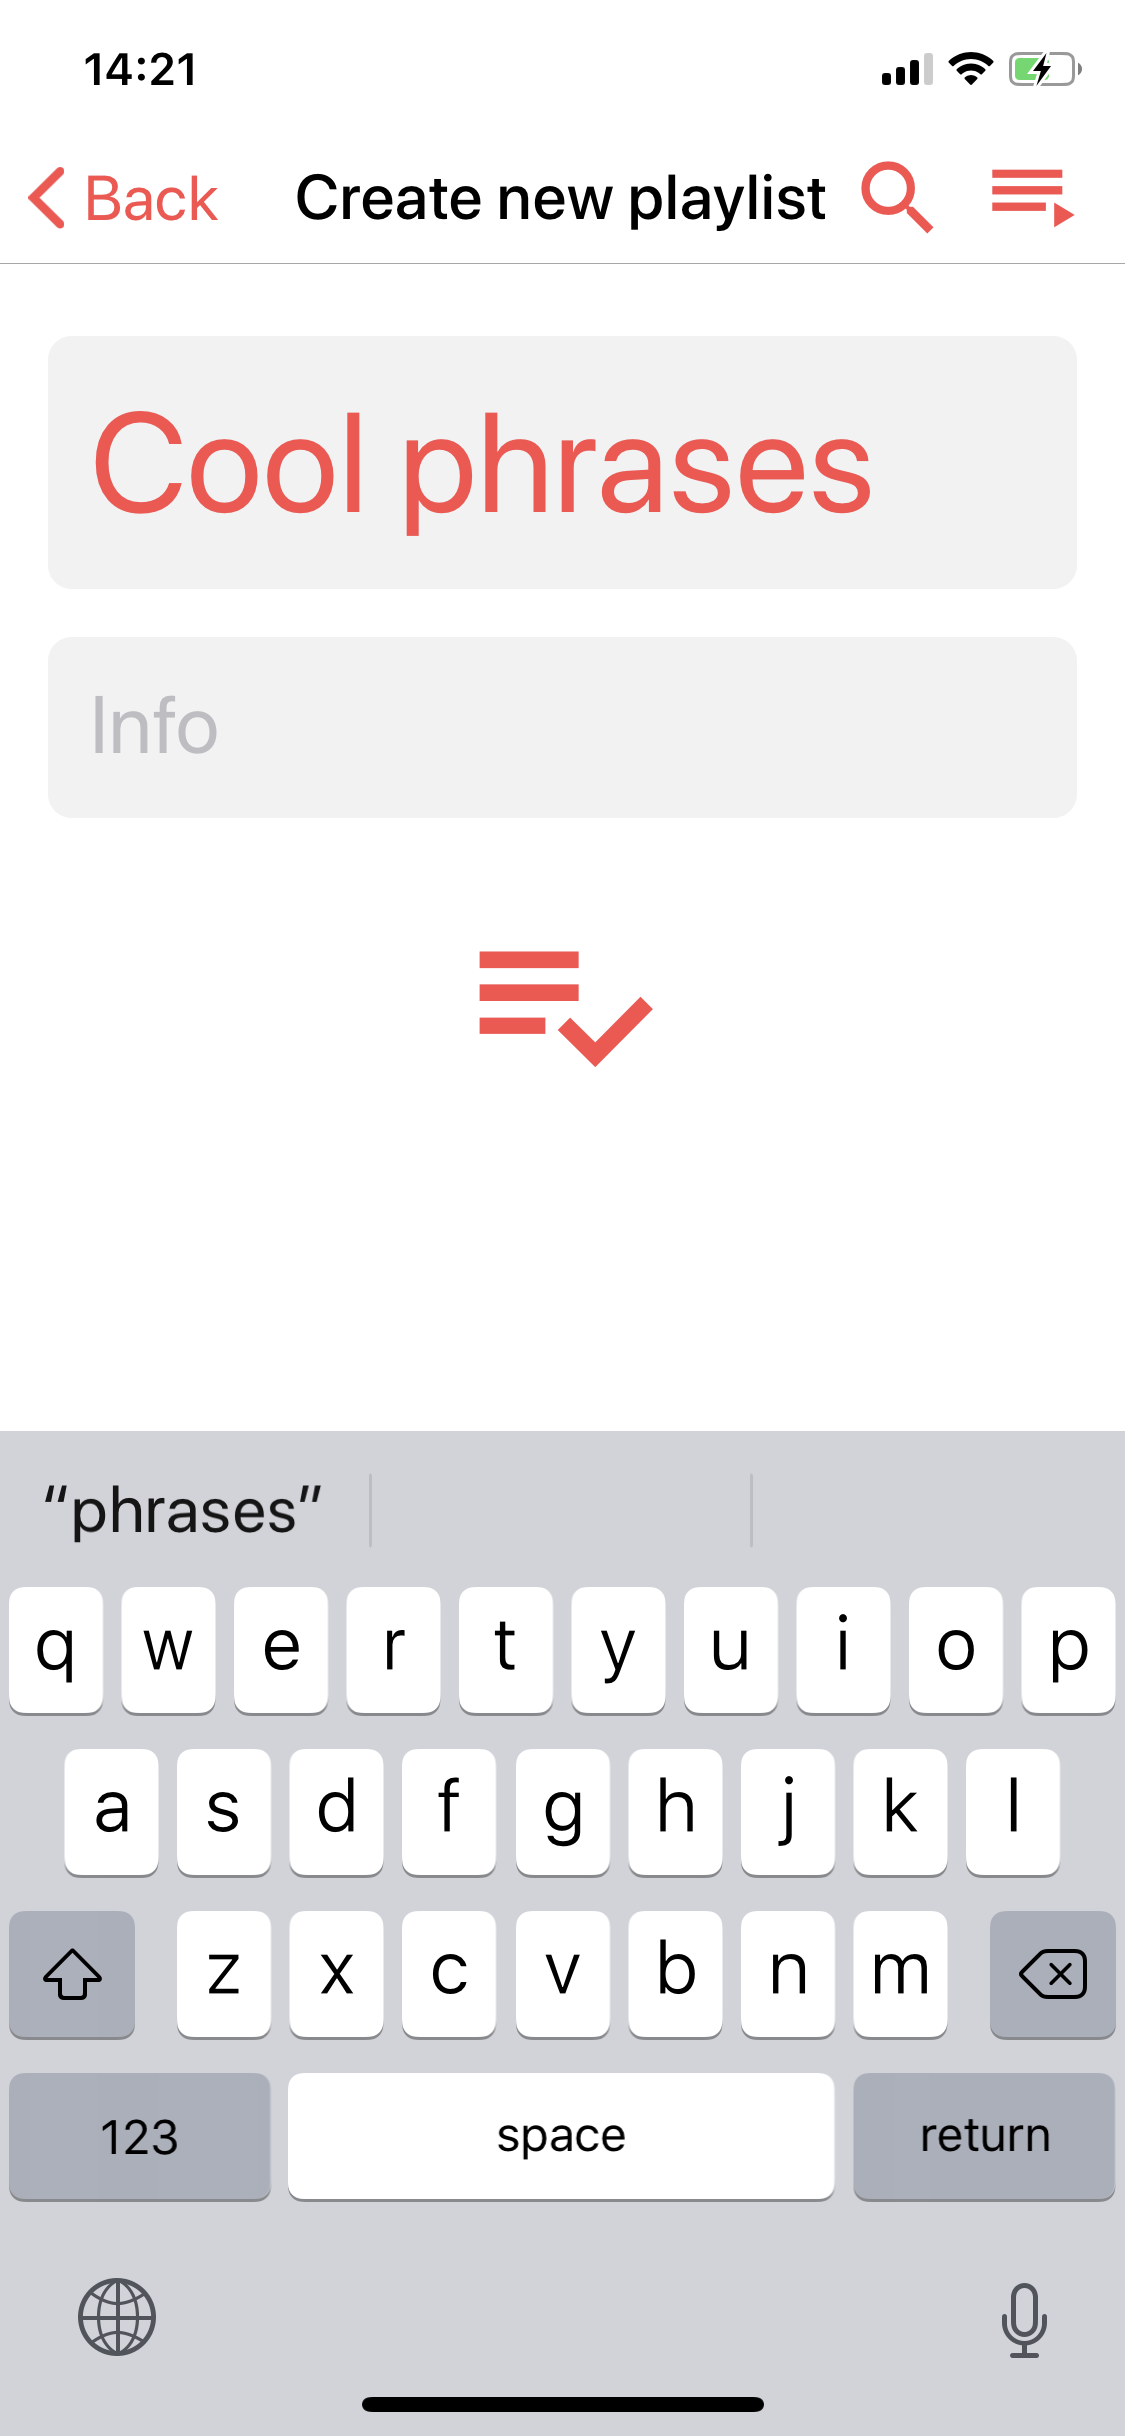 14:21
Back Create new playlist
Cool phrases
Info
“phrases”
q w e r t y u i o p
a s d f g h j k l
z x c v b n m
123 space return